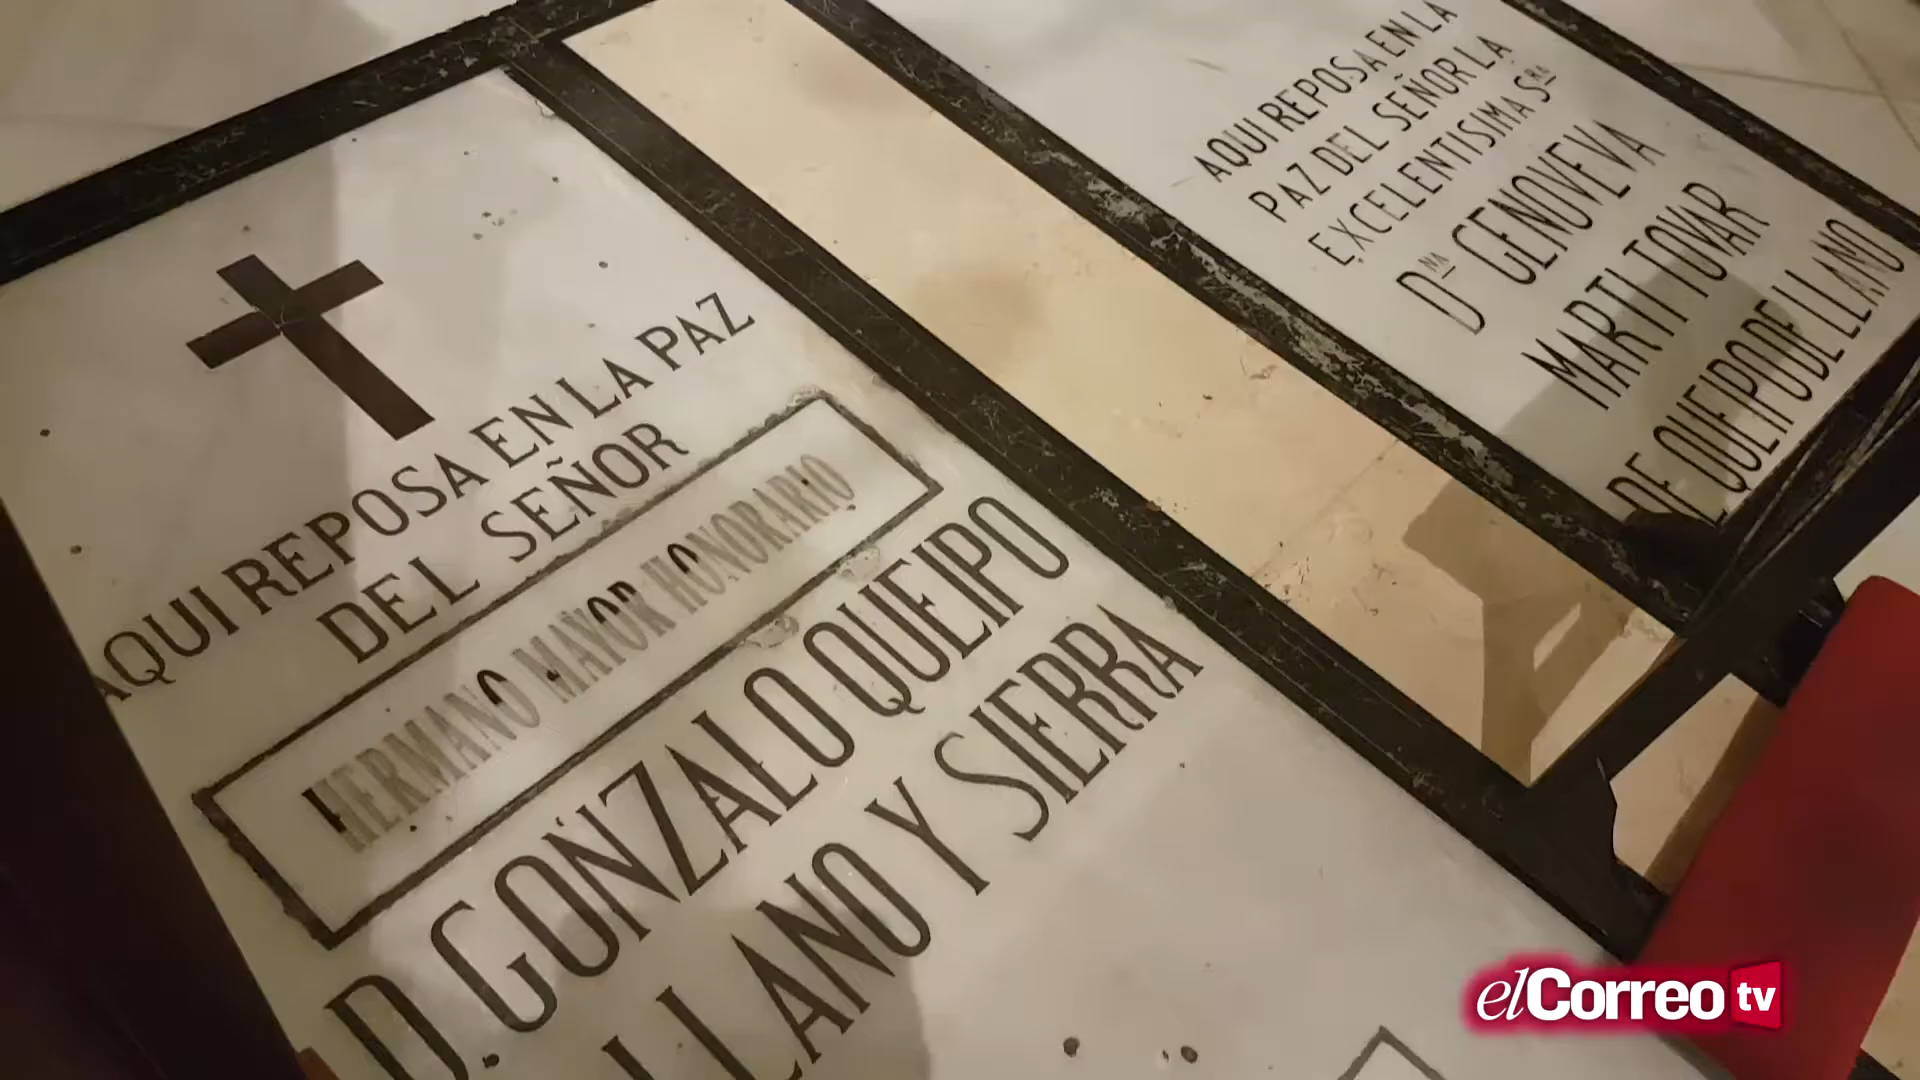 AQUI REPOSA EN LA PAZ
DEL SEÑOR
HERMANO MAYOR HONORARIO
D. GONZALO QUEIPO
LLANO Y SIERRA
AQUI REPOSA EN LA
PAZ DEL SEÑOR LA
EXCELENTISIMA Sra
Dna GENOVEVA
MARTI TOVAR
DE QUEIPO DE LLANO
elCorreo tv